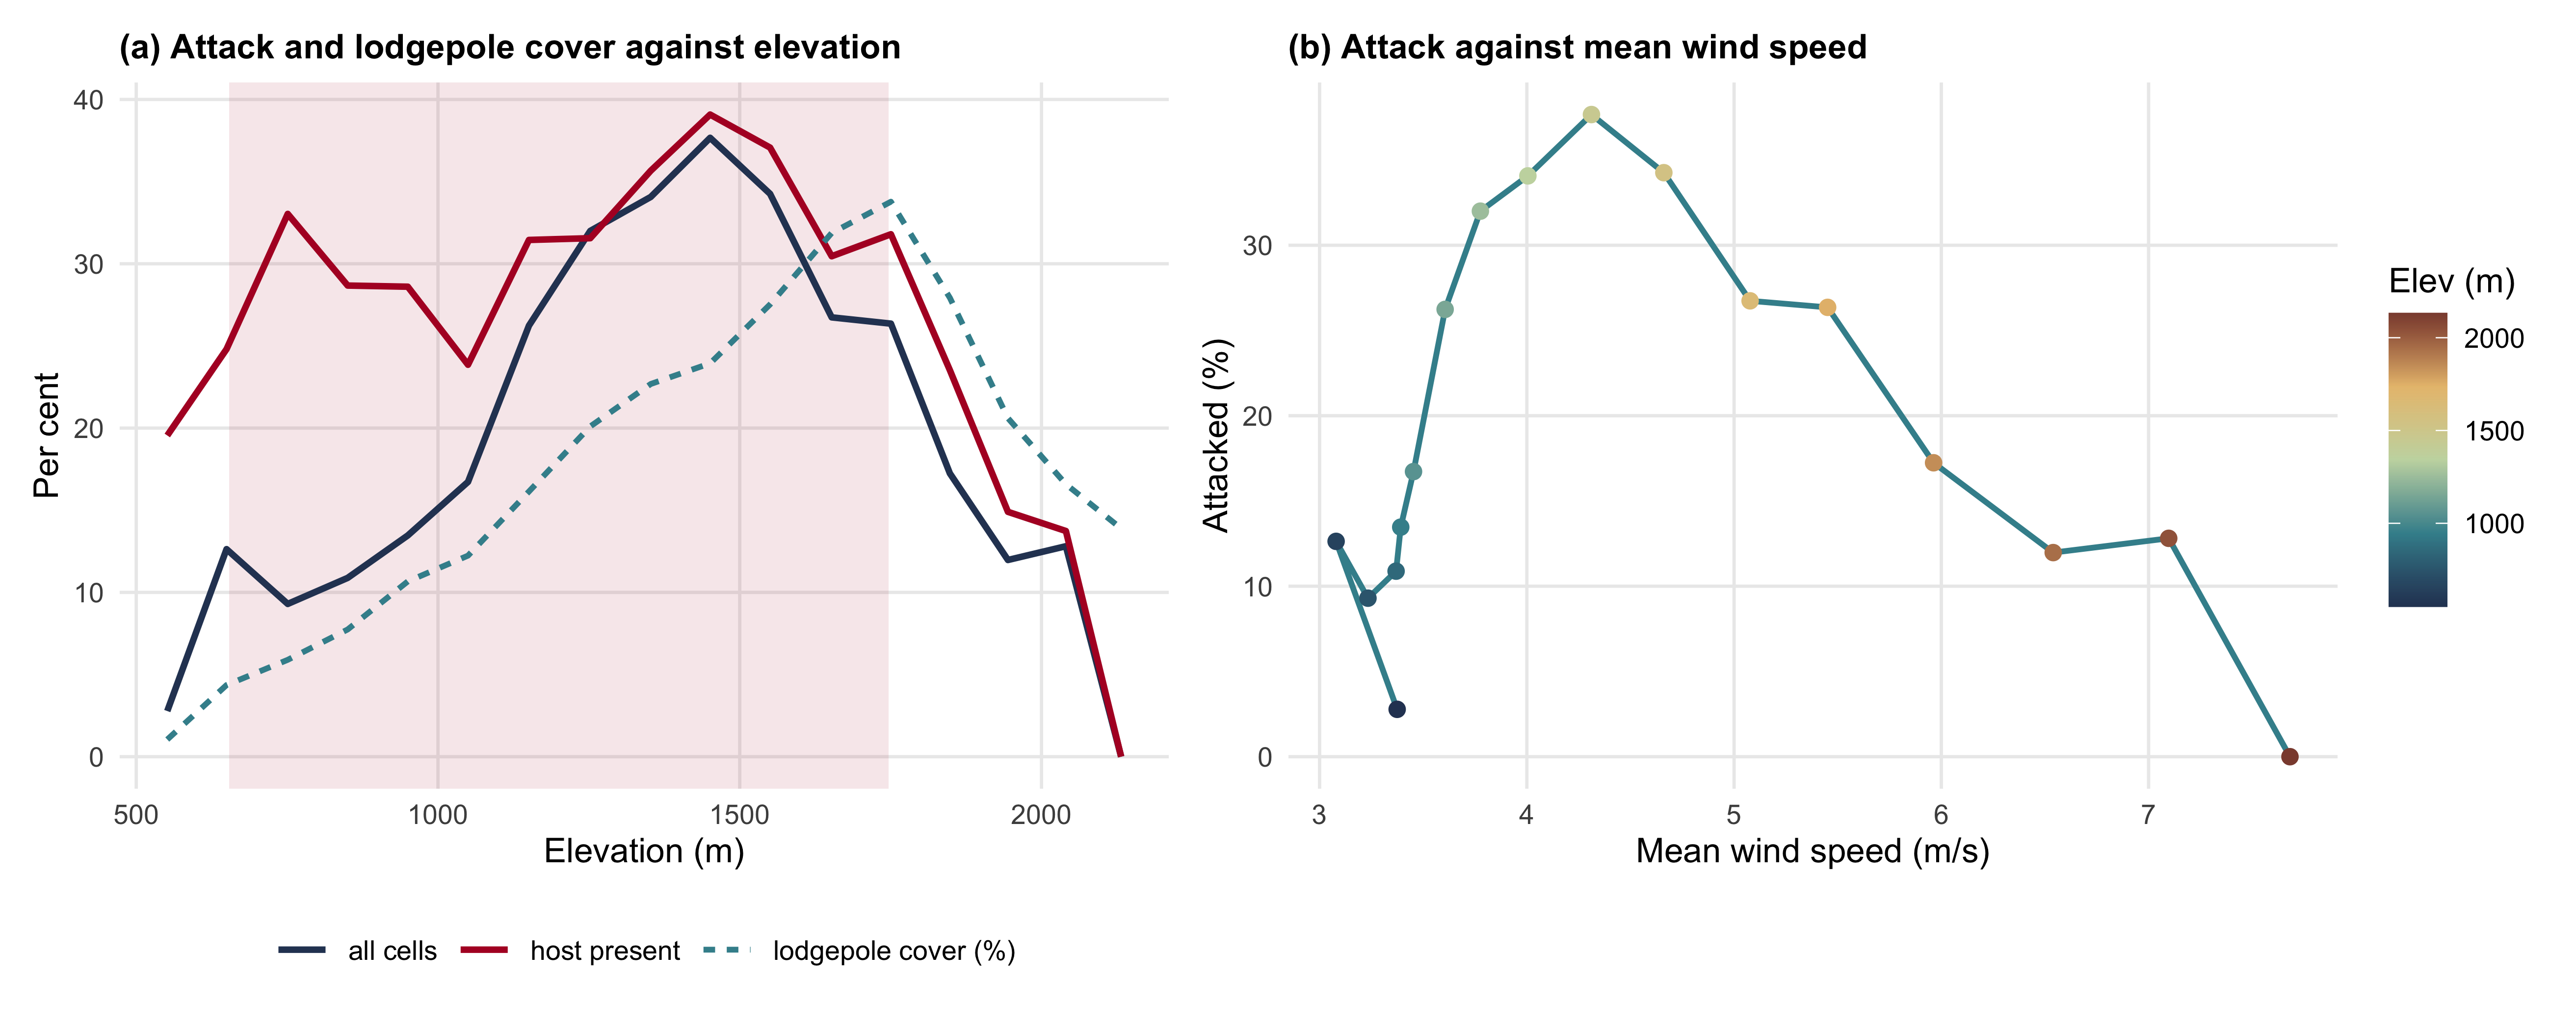 (a) Attack and lodgepole cover against elevation
40
30
20
10
0
Per cent
500 1000 1500 2000
Elevation (m)
all cells host present lodgepole cover (%)
(b) Attack against mean wind speed
30
20
10
0
Attacked (%)
3 4 5 6 7
Mean wind speed (m/s)
Elev (m)
2000
1500
1000